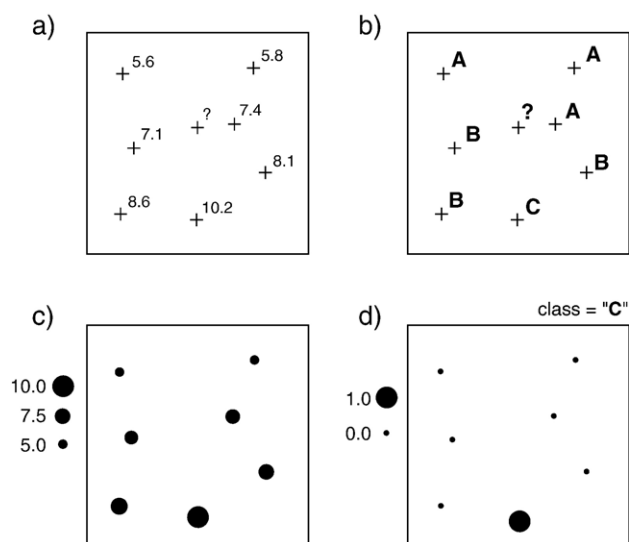 a)
5.6
5.8
?
7.4
7.1
8.1
8.6
10.2
b)
A
A
?
A
B
B
B
C
c)
10.0
7.5
5.0
d)
class = "C"
1.0
0.0